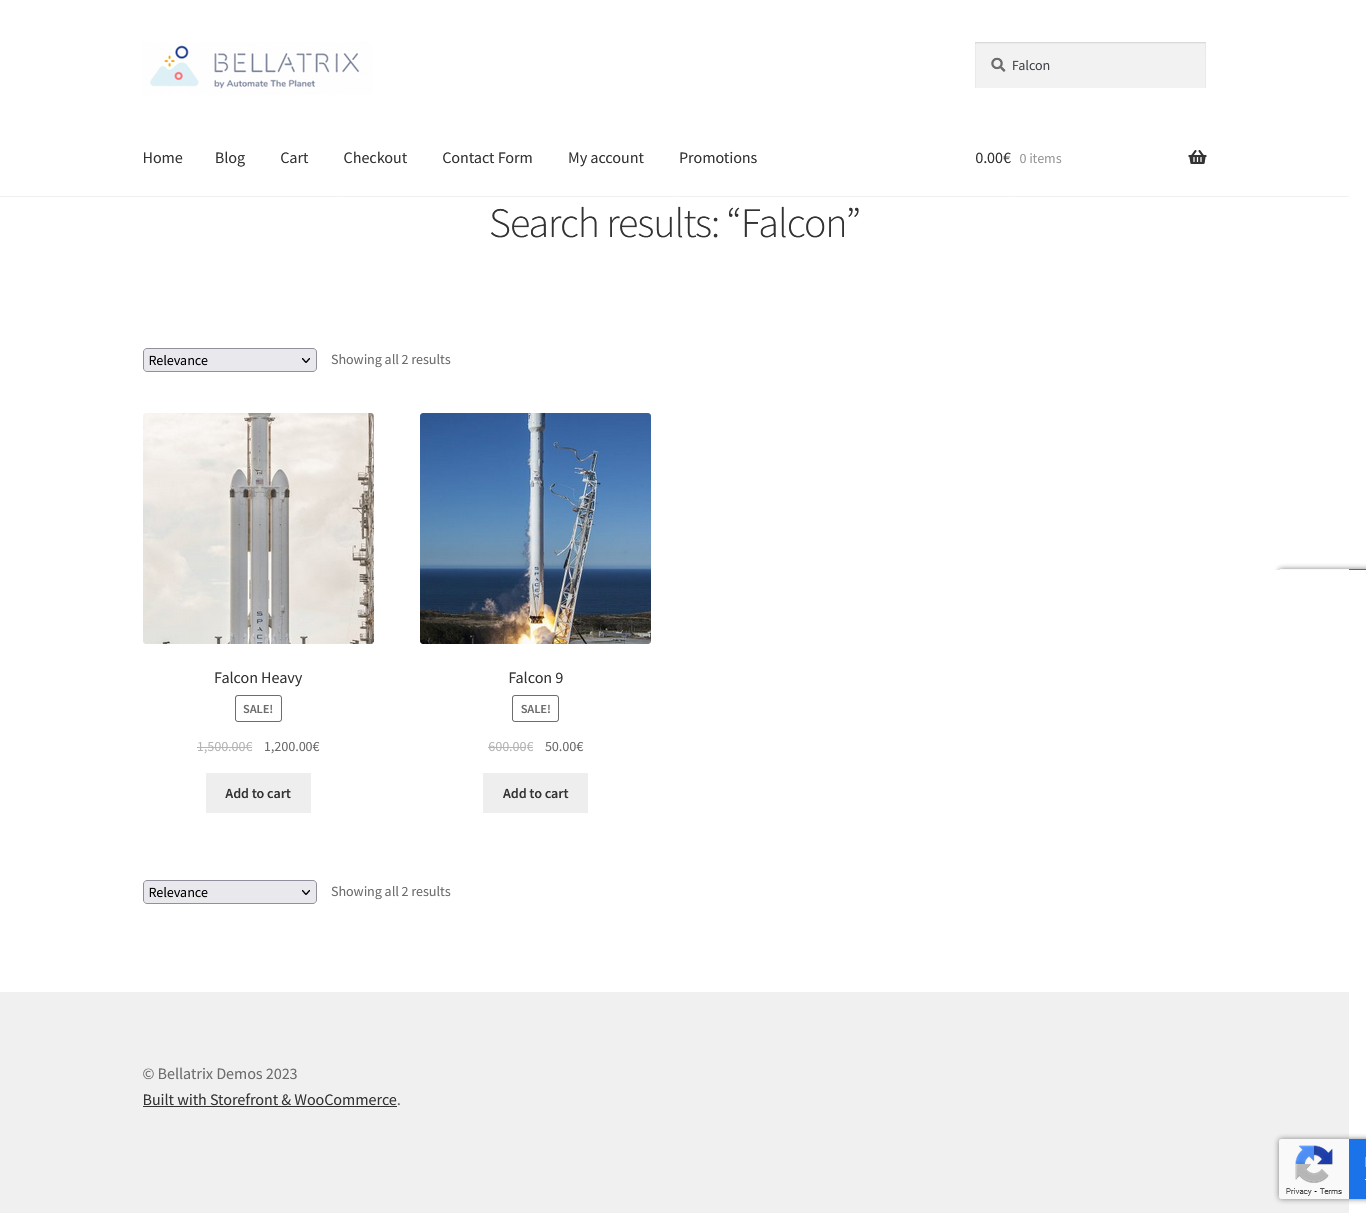 BELLATRIX
by Automate The Planet
Falcon
Home Blog Cart Checkout Contact Form My account Promotions 0.00€ 0 items
Search results: “Falcon”
Relevance Showing all 2 results
SPACE
SPACEX
Falcon Heavy Falcon 9
SALE! SALE!
1,500.00€ 1,200.00€ 600.00€ 50.00€
Add to cart Add to cart
Relevance Showing all 2 results
© Bellatrix Demos 2023
Built with Storefront & WooCommerce.
Privacy - Terms